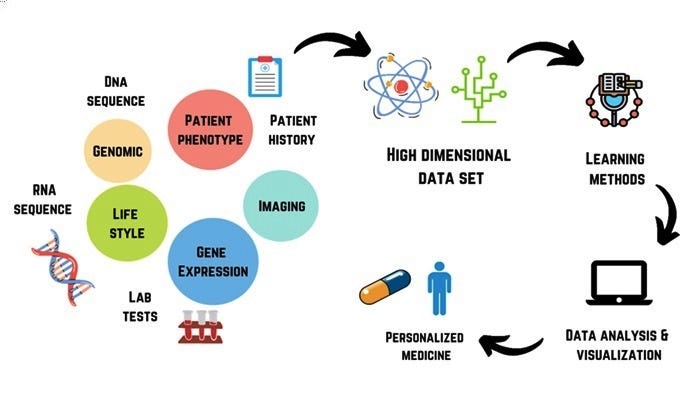 DNA
SEQUENCE
GENOMIC
PATIENT
PHENOTYPE
PATIENT
HISTORY
RNA
SEQUENCE
LIFE
STYLE
IMAGING
GENE
EXPRESSION
LAB
TESTS
HIGH DIMENSIONAL
DATA SET
LEARNING
METHODS
DATA ANALYSIS &
VISUALIZATION
PERSONALIZED
MEDICINE